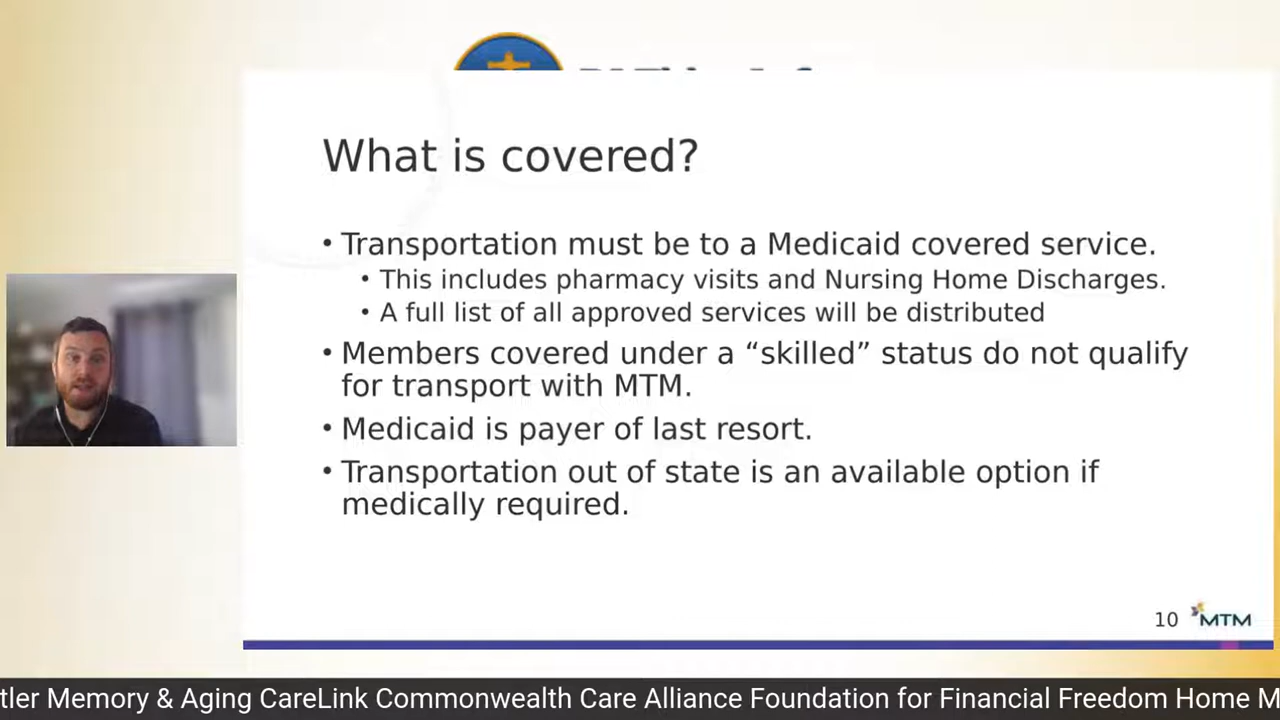 What is covered?
• Transportation must be to a Medicaid covered service.
• This includes pharmacy visits and Nursing Home Discharges.
• A full list of all approved services will be distributed
• Members covered under a “skilled” status do not qualify
for transport with MTM.
• Medicaid is payer of last resort.
• Transportation out of state is an available option if
medically required.
10 MTM
tler Memory & Aging CareLink Commonwealth Care Alliance Foundation for Financial Freedom Home M